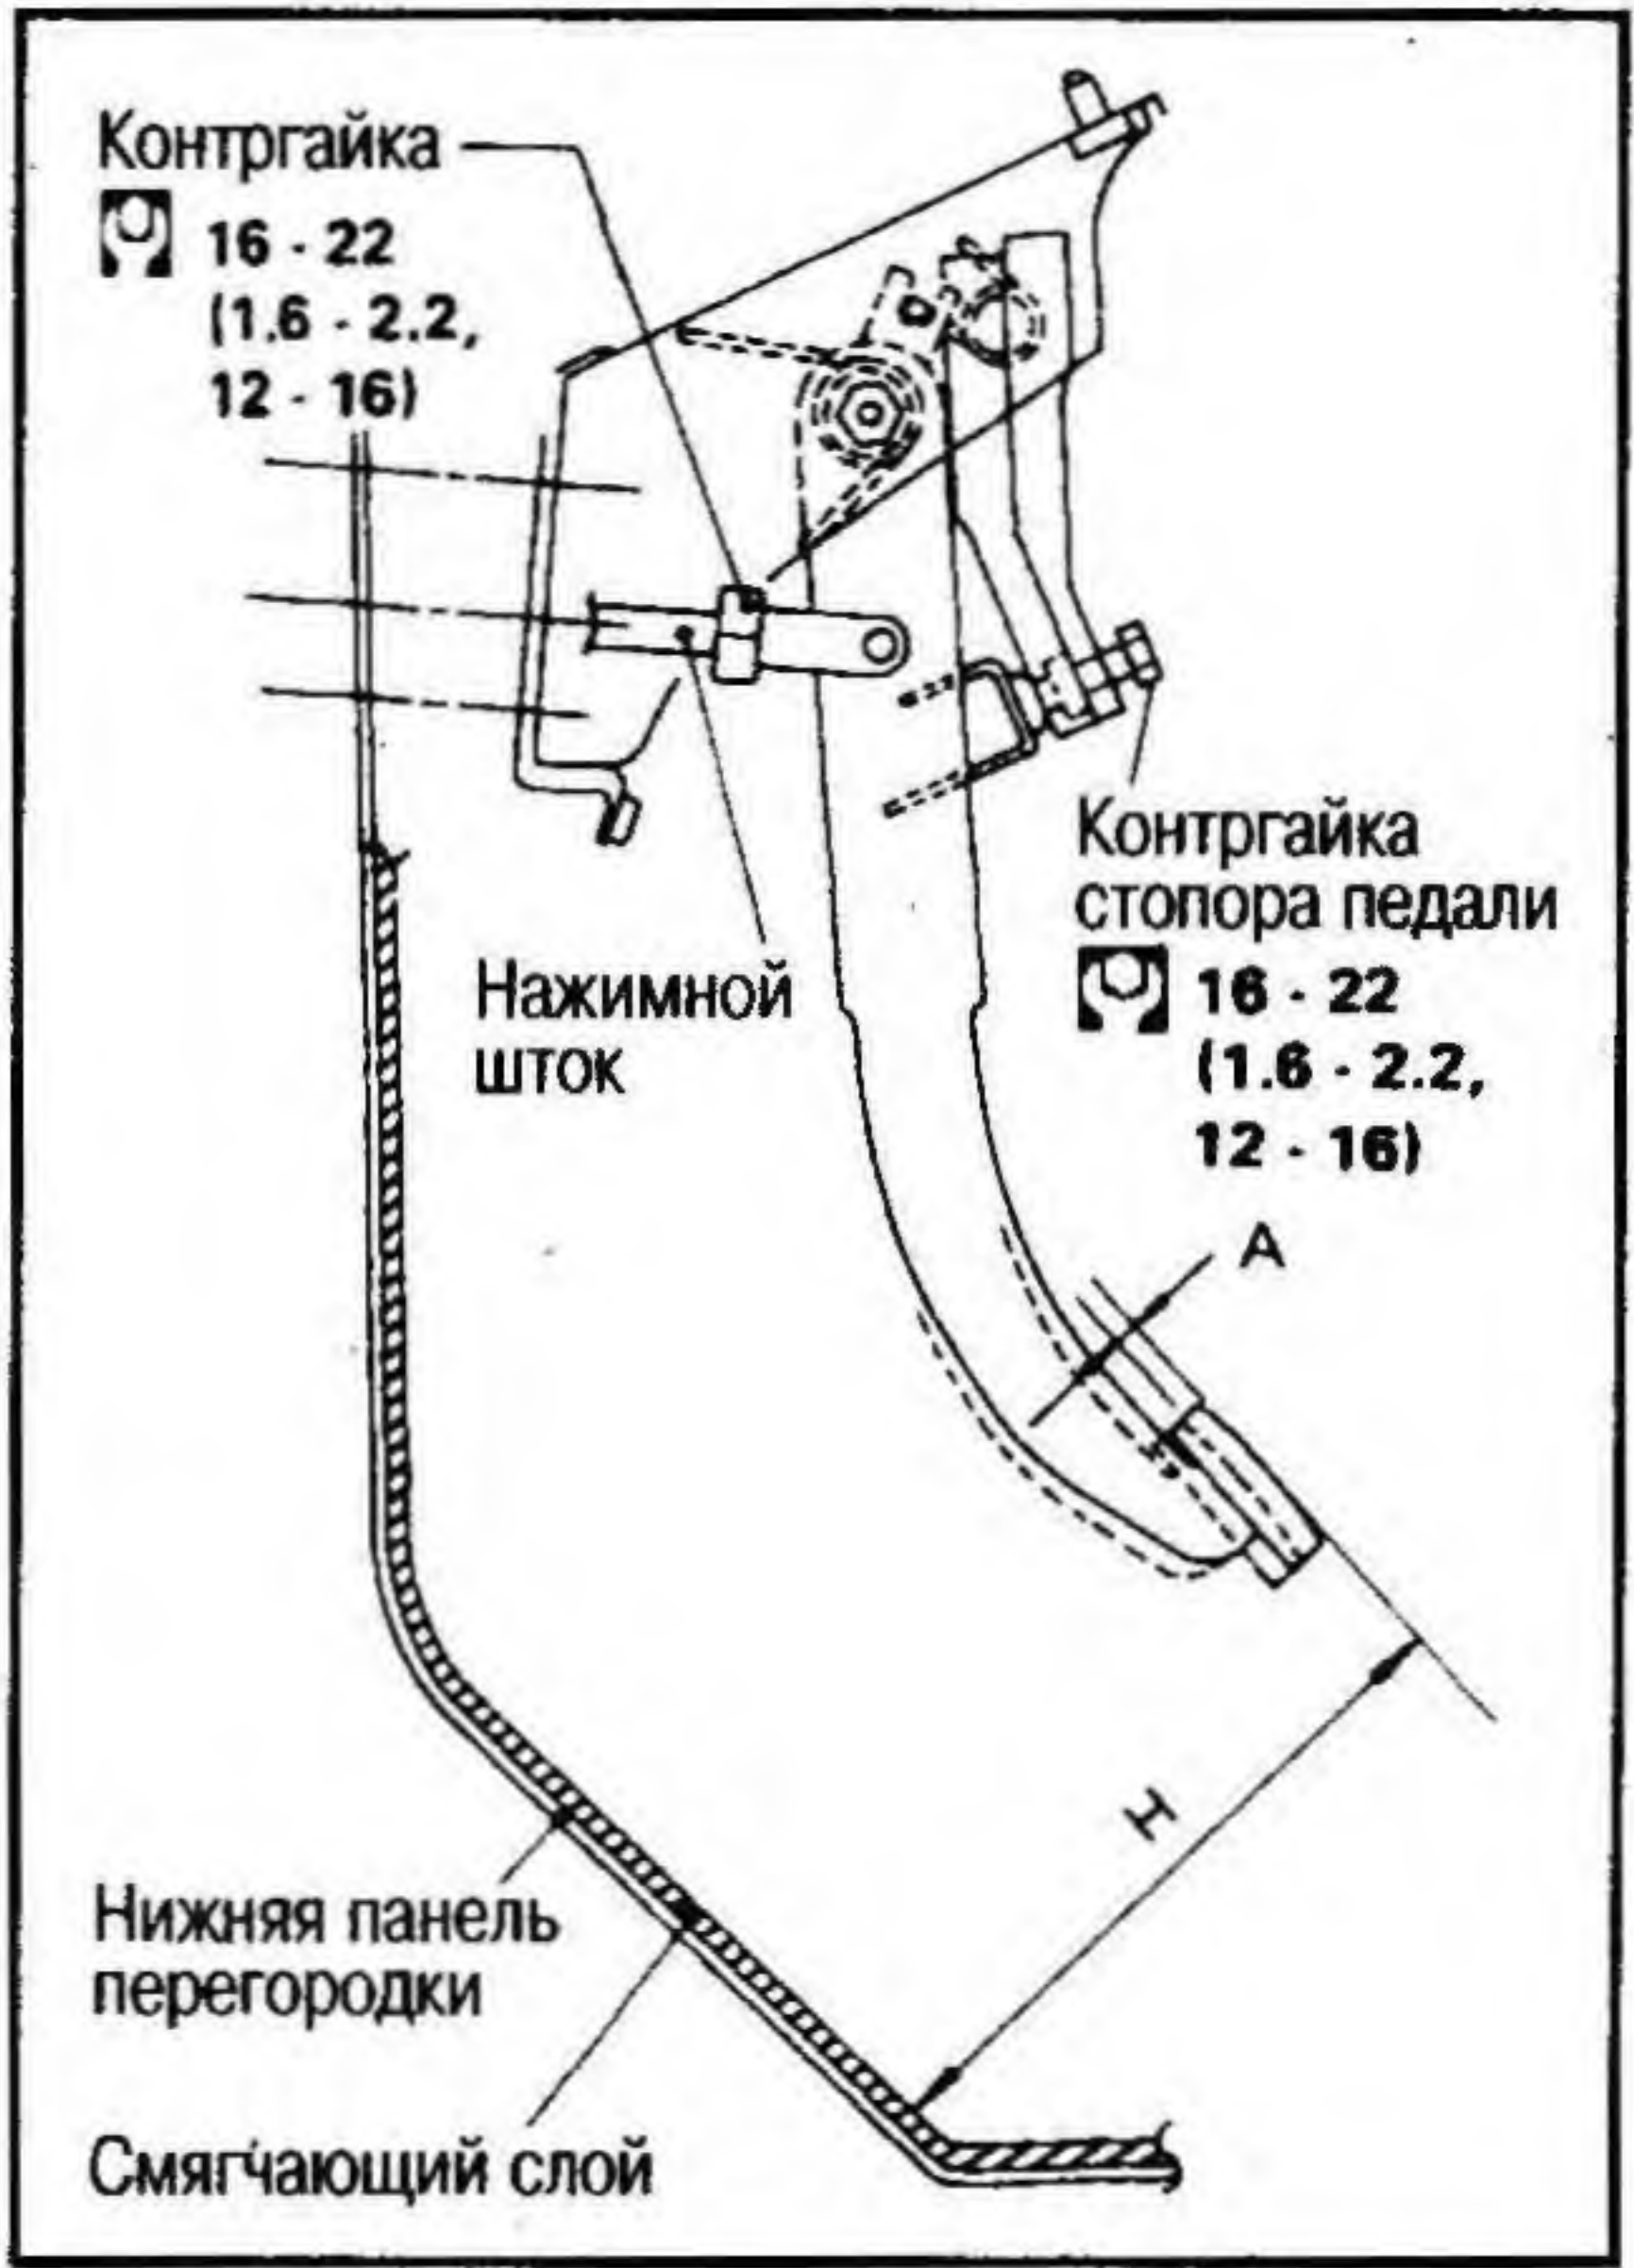 Контргайка
16 - 22
(1.6 - 2.2,
12 - 16)
Контргайка
стопора педали
16 - 22
(1.6 - 2.2,
12 - 16)
Нажимной
шток
A
H
Нижняя панель
перегородки
Смягчающий слой